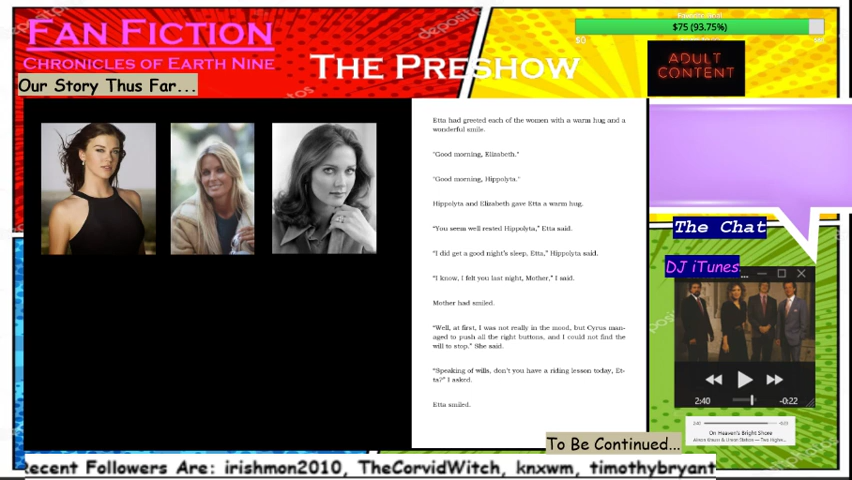 FAN FICTION
CHRONICLES OF EARTH NINE
THE PRESHOW
$75 (93.75%)
$0
ADULT
CONTENT
Our Story Thus Far...
Etta had greeted each of the women with a warm hug and a
wonderful smile.
"Good morning, Elizabeth."
"Good morning, Hippolyta."
Hippolyta and Elizabeth gave Etta a warm hug.
"You seem well rested Hippolyta," Etta said.
"I did get a good night's sleep, Etta," Hippolyta said.
"I know, I felt you last night, Mother," I said.
Mother had smiled.
"Well, at first, I was not really in the mood, but Cyrus man-
aged to push all the right buttons, and I could not find the
will to stop." She said.
"Speaking of wills, don't you have a riding lesson today, Et-
ta?" I asked.
Etta smiled.
The Chat
DJ iTunes
...
2:40
-0:22
On Heaven's Bright Shore
To Be Continued...
Recent Followers Are: irishmon2010, TheCorvidWitch, knxwm, timothybryant